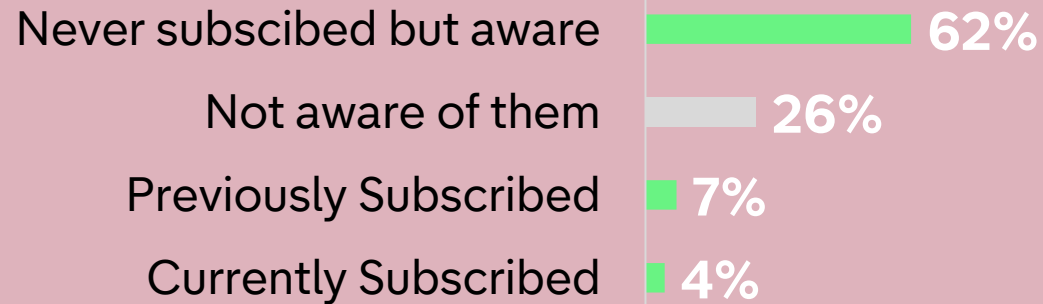 Never subscibed but aware 62%
Not aware of them 26%
Previously Subscribed 7%
Currently Subscribed 4%